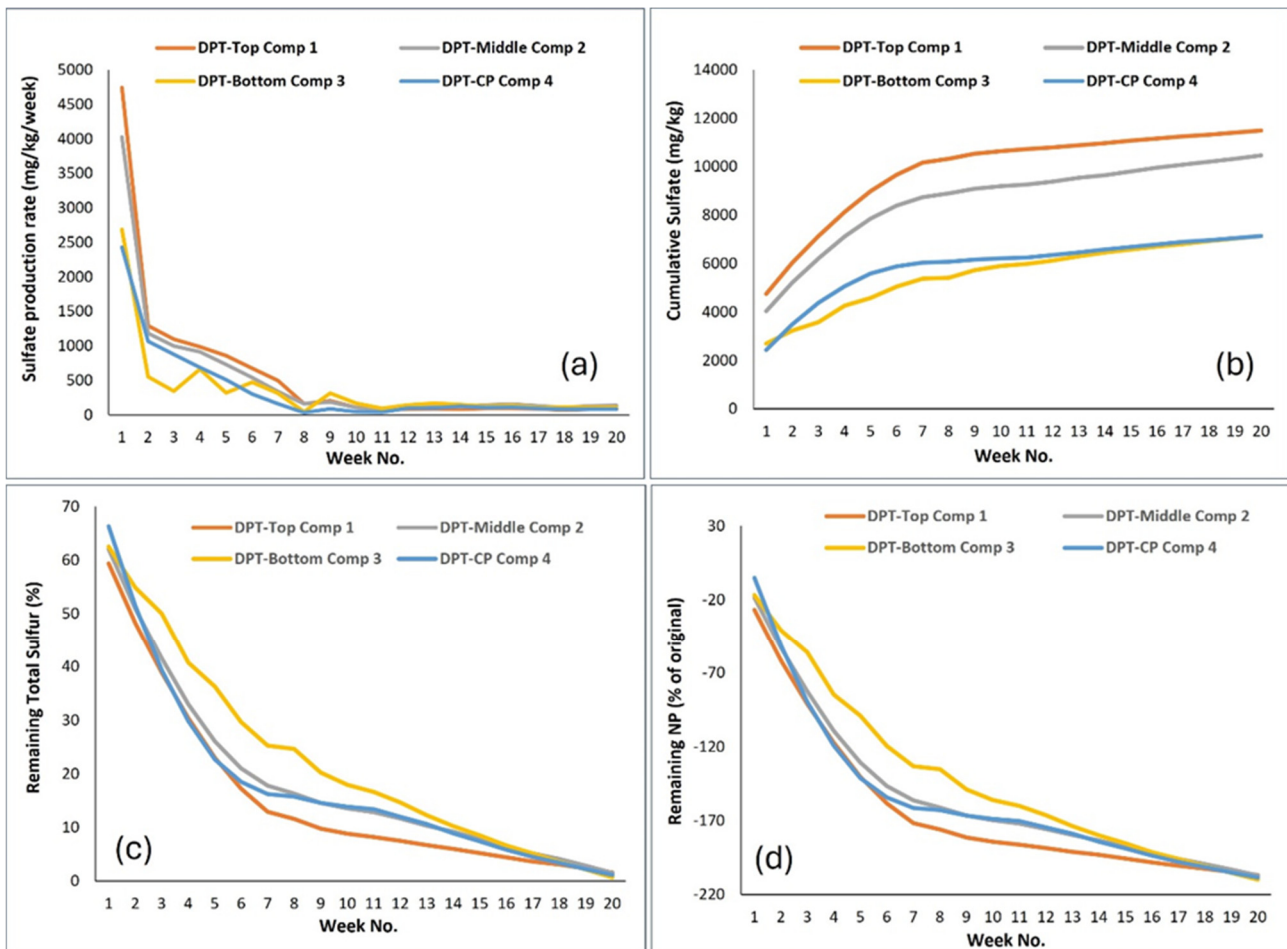 DPT-Top Comp 1 DPT-Middle Comp 2
DPT-Bottom Comp 3 DPT-CP Comp 4
Sulfate production rate (mg/kg/week)
5000
4500
4000
3500
3000
2500
2000
1500
1000
500
0
(a)
1 2 3 4 5 6 7 8 9 10 11 12 13 14 15 16 17 18 19 20
Week No.
DPT-Top Comp 1 DPT-Middle Comp 2
DPT-Bottom Comp 3 DPT-CP Comp 4
Cumulative Sulfate (mg/kg)
14000
12000
10000
8000
6000
4000
2000
0
(b)
1 2 3 4 5 6 7 8 9 10 11 12 13 14 15 16 17 18 19 20
Week No.
DPT-Top Comp 1 DPT-Middle Comp 2
DPT-Bottom Comp 3 DPT-CP Comp 4
Remaining Total Sulfur (%)
70
60
50
40
30
20
10
0
(c)
1 2 3 4 5 6 7 8 9 10 11 12 13 14 15 16 17 18 19 20
Week No.
DPT-Top Comp 1 DPT-Middle Comp 2
DPT-Bottom Comp 3 DPT-CP Comp 4
Remaining NP (% of original)
30
-20
-70
-120
-170
-220
(d)
1 2 3 4 5 6 7 8 9 10 11 12 13 14 15 16 17 18 19 20
Week No.